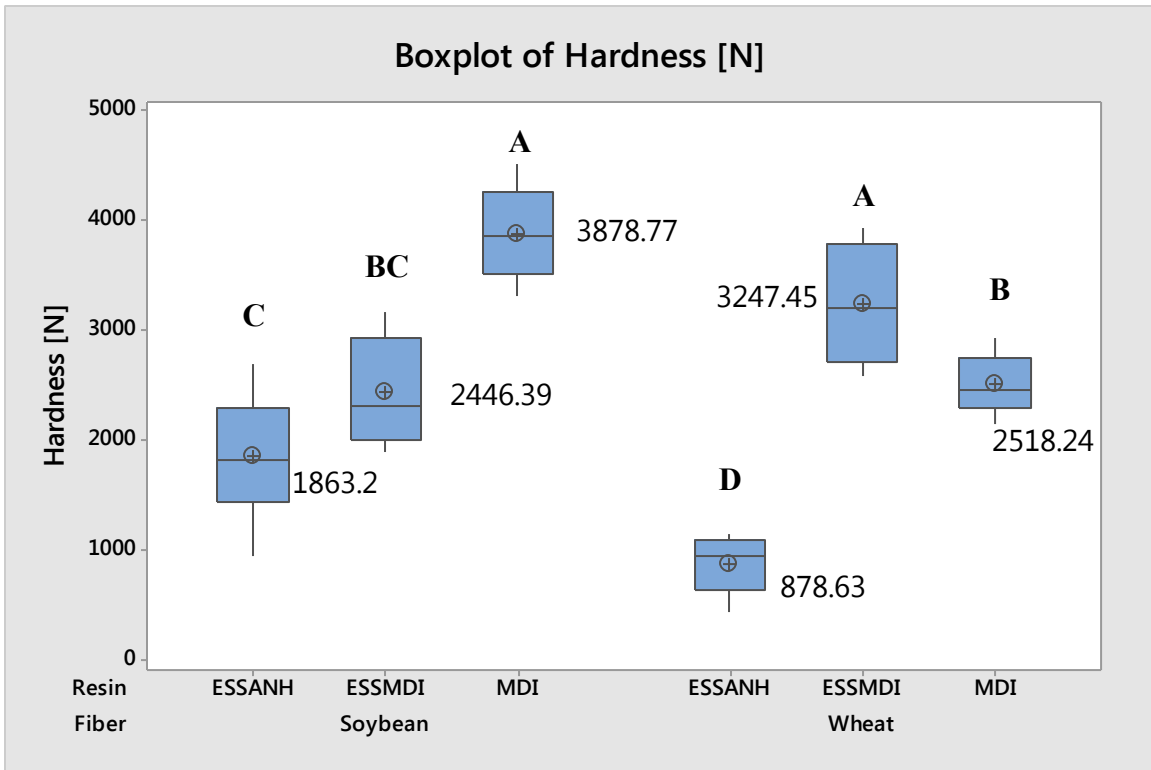 Boxplot of Hardness [N]
5000
4000
3000
2000
1000
0
Hardness [N]
C
1863.2
BC
2446.39
A
3878.77
D
878.63
A
3247.45
B
2518.24
Resin ESSANH ESSMDI MDI ESSANH ESSMDI MDI
Fiber Soybean Wheat